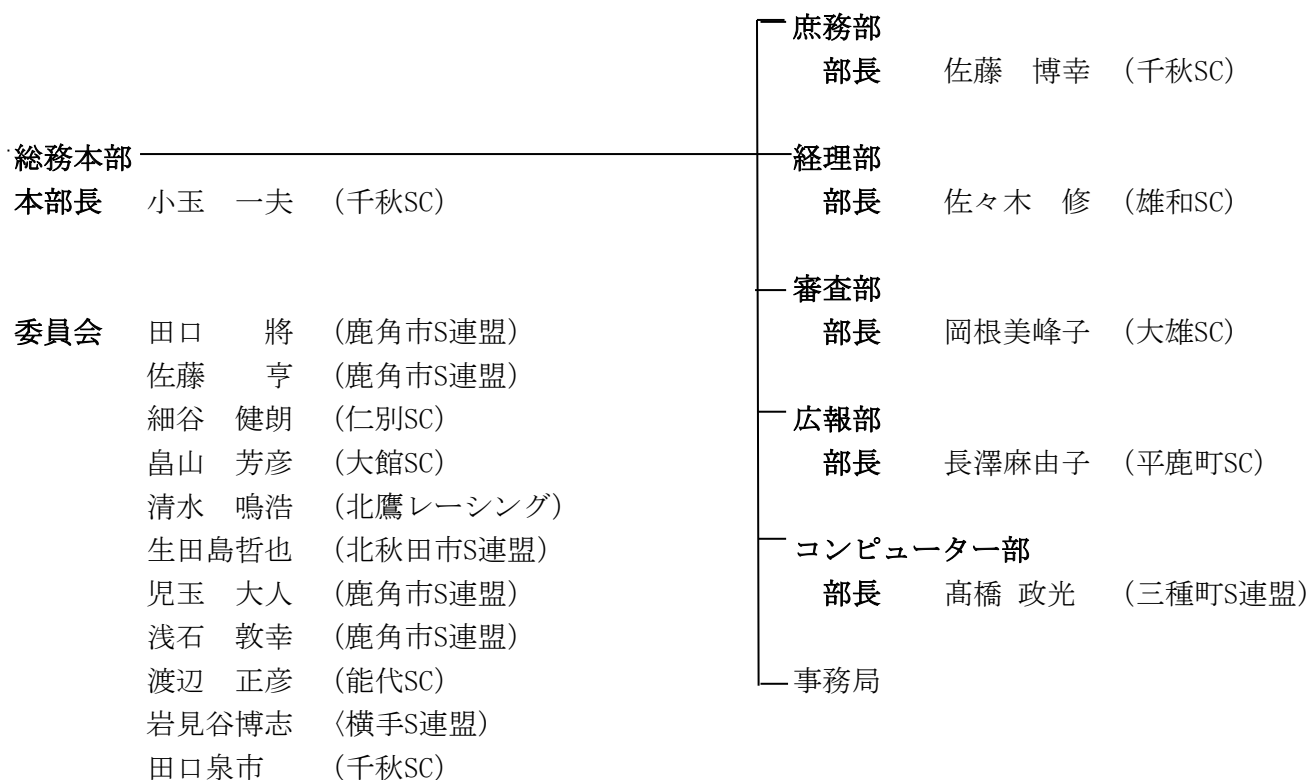 庶務部
部長　佐藤　博幸　（千秋SC）
総務本部
本部長　小玉　一夫　（千秋SC）
経理部
部長　佐々木　修　（雄和SC）
審査部
部長　岡根美峰子　（大雄SC）
委員会　田口　　將　（鹿角市S連盟）
佐藤　　亨　（鹿角市S連盟）
細谷　健朗　（仁別SC）
畠山　芳彦　（大館SC）
清水　鳴浩　（北鷹レーシング）
生田島哲也　（北秋田市S連盟）
児玉　大人　（鹿角市S連盟）
浅石　敦幸　（鹿角市S連盟）
渡辺　正彦　（能代SC）
岩見谷博志　〈横手S連盟）
田口泉市　（千秋SC）
広報部
部長　長澤麻由子　（平鹿町SC）
コンピューター部
部長　髙橋 政光　（三種町S連盟）
事務局